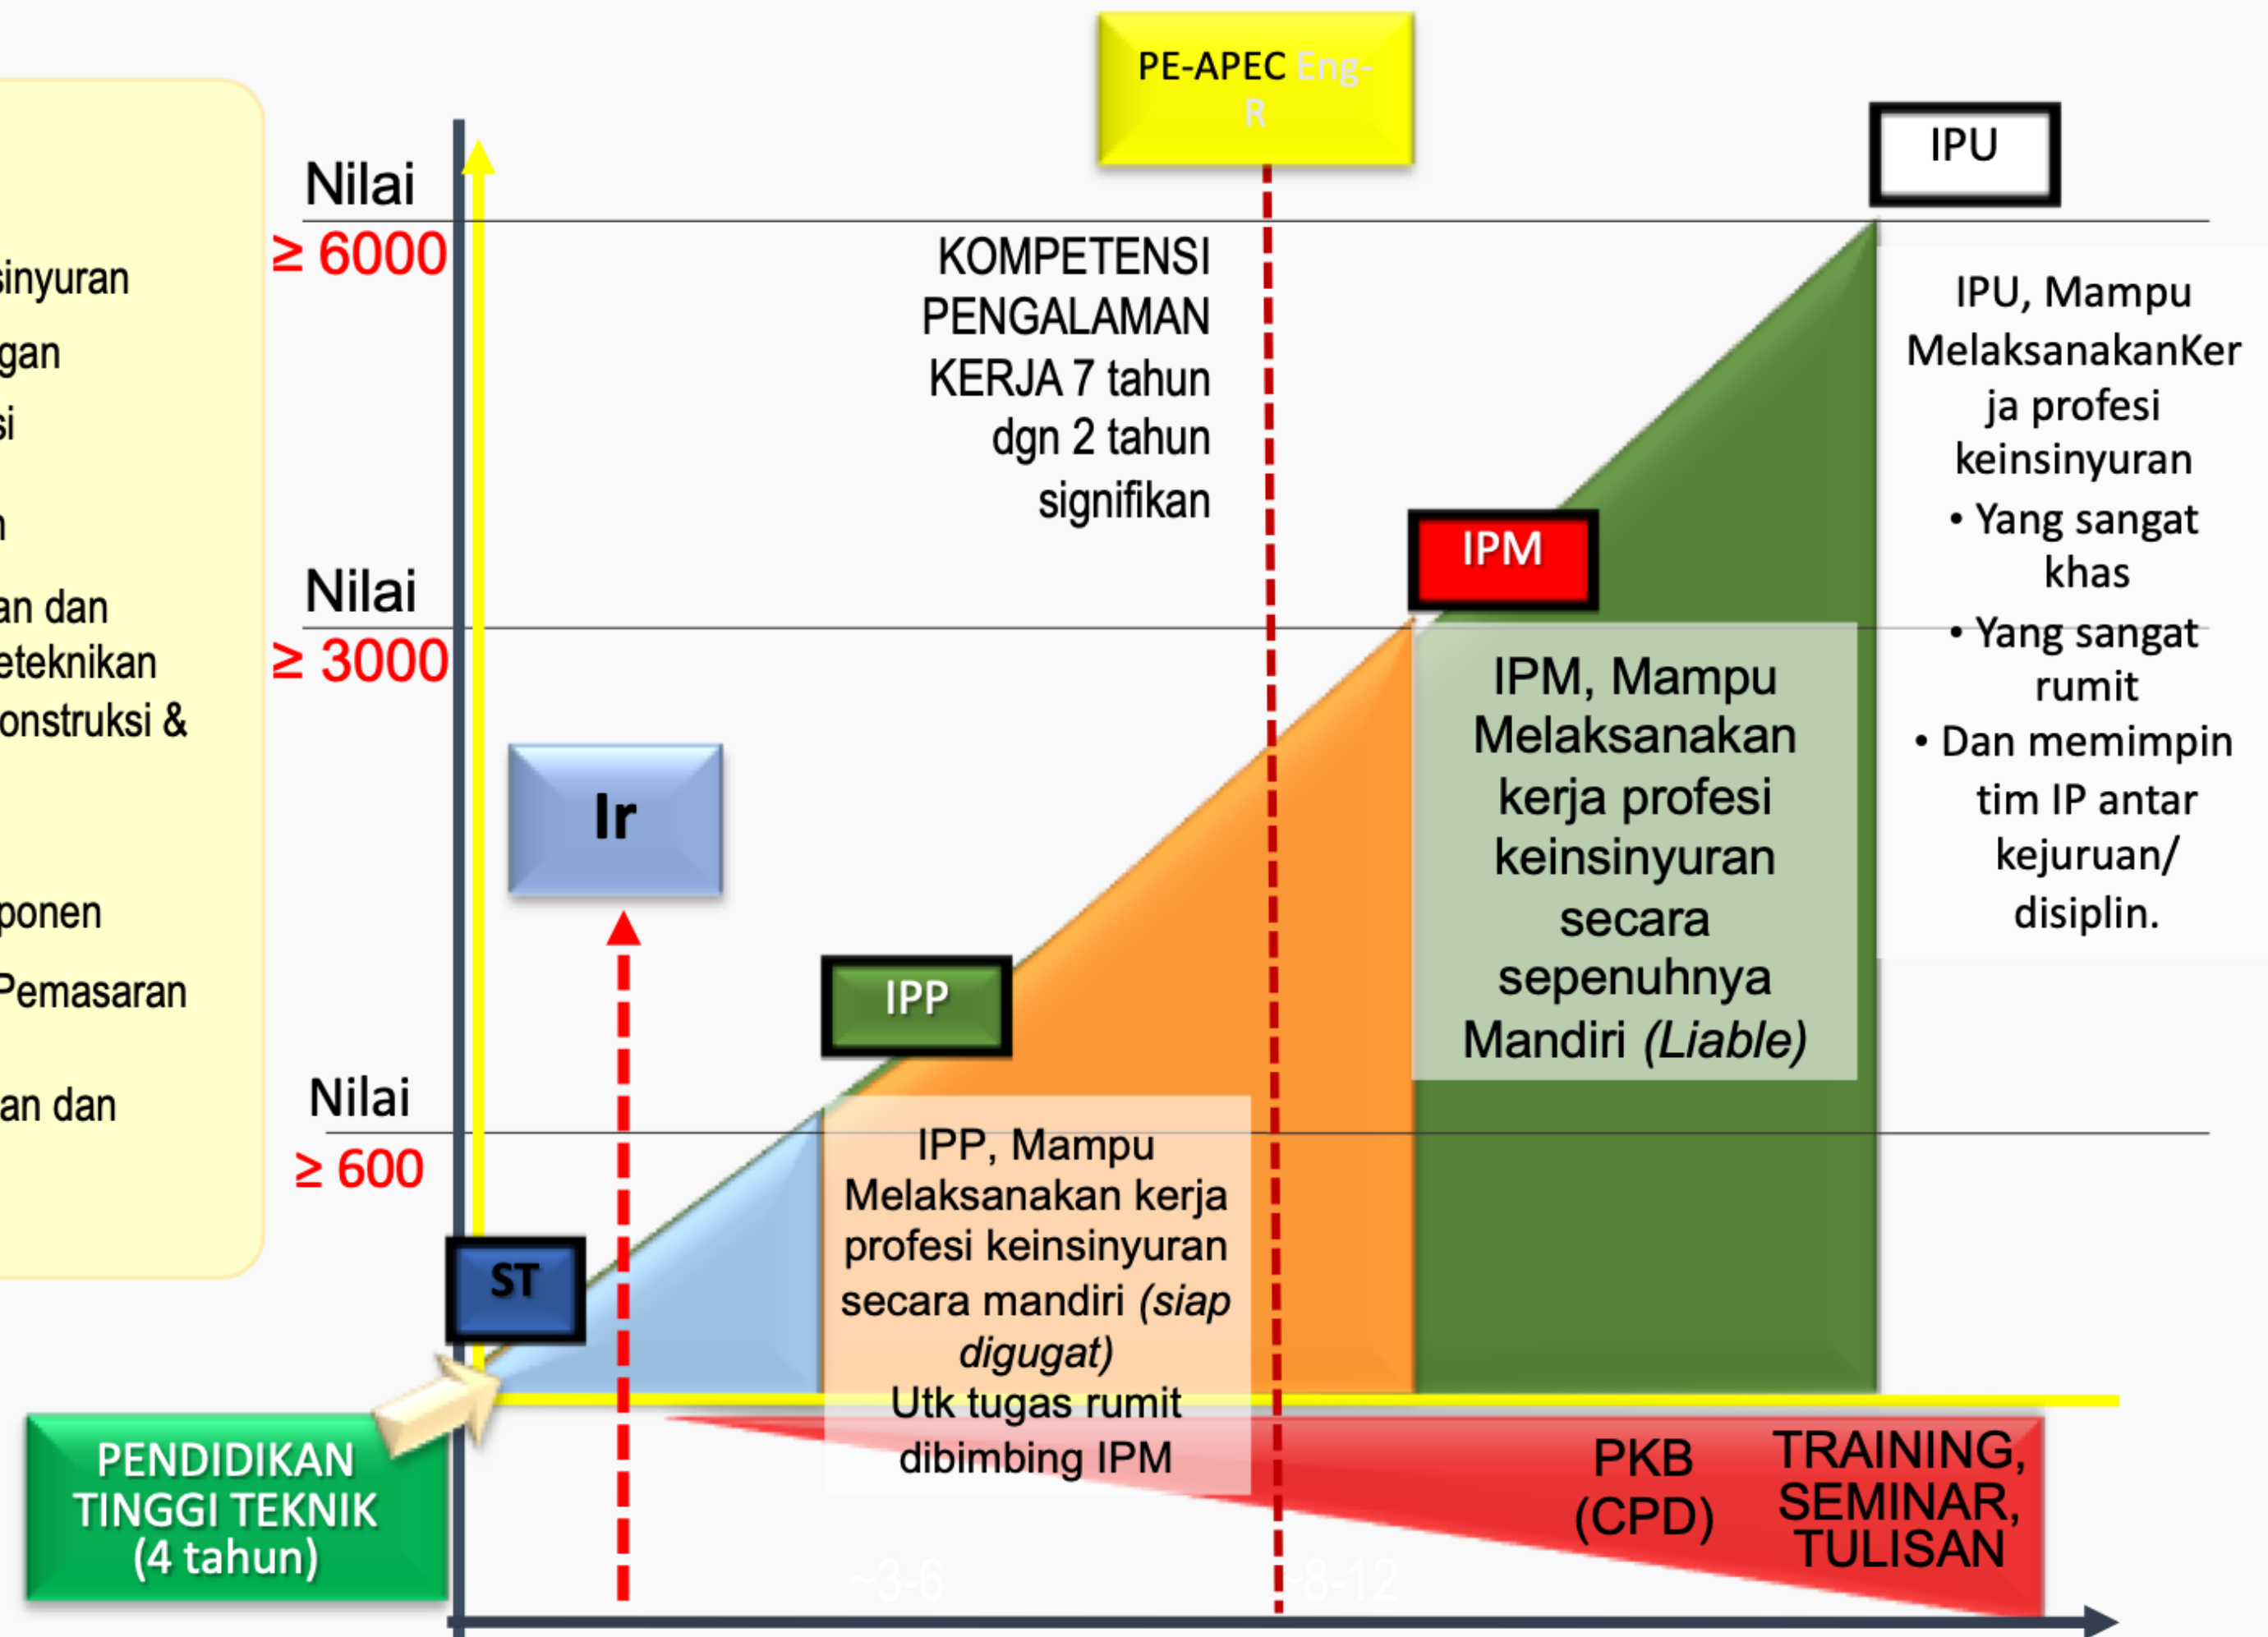 PE-APEC Eng-
R
IPU
Nilai
≥ 6000
KOMPETENSI
PENGALAMAN
KERJA 7 tahun
dgn 2 tahun
signifikan
IPU, Mampu
MelaksanakanKer
ja profesi
keinsinyuran
• Yang sangat
khas
• Yang sangat
rumit
• Dan memimpin
tim IP antar
kejuruan/
disiplin.
sinyuran
gan
si
n
an dan
eteknikan
onstruksi &
ponen
Pemasaran
an dan
Nilai
≥ 3000
IPM
IPM, Mampu
Melaksanakan
kerja profesi
keinsinyuran
secara
sepenuhnya
Mandiri (Liable)
Ir
IPP
Nilai
≥ 600
IPP, Mampu
Melaksanakan kerja
profesi keinsinyuran
secara mandiri (siap
digugat)
Utk tugas rumit
dibimbing IPM
ST
PENDIDIKAN
TINGGI TEKNIK
(4 tahun)
PKB
(CPD)
TRAINING,
SEMINAR,
TULISAN
~3-6
~8-12